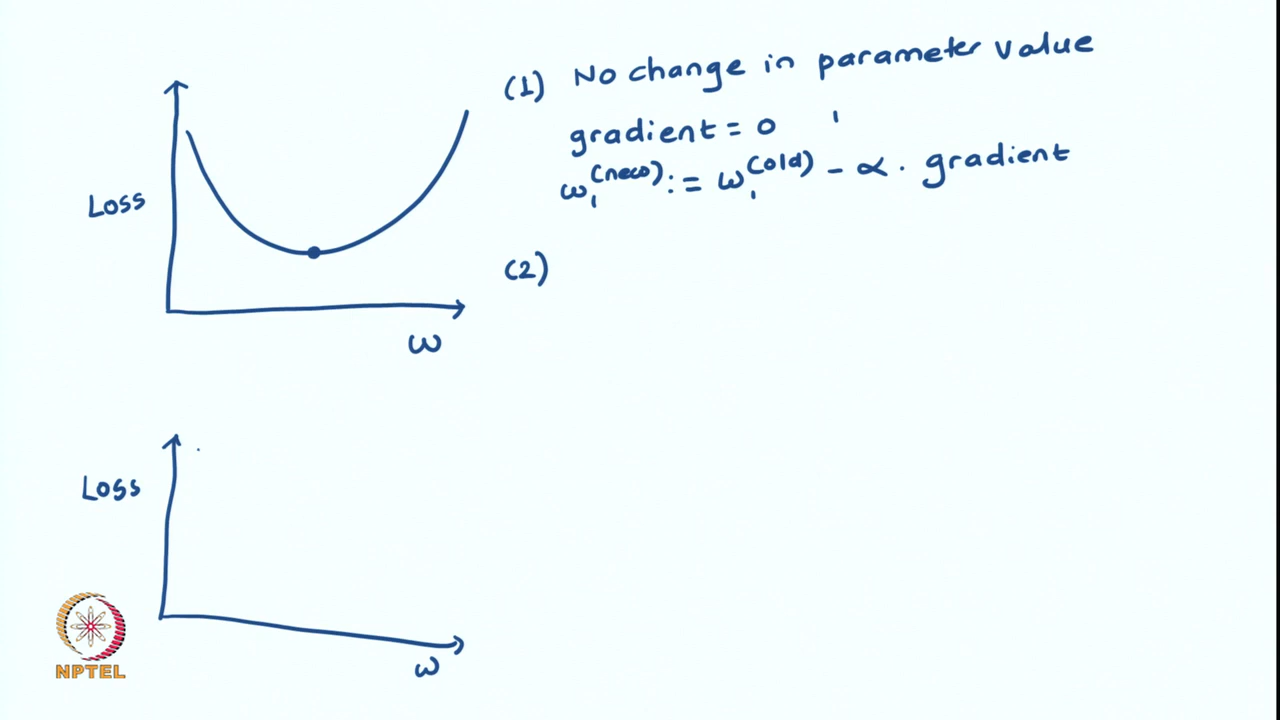 (1) No change in parameter value
gradient = 0
ω₁^(new) := ω₁^(old) - α . gradient
Loss
ω
(2)
Loss
ω
NPTEL